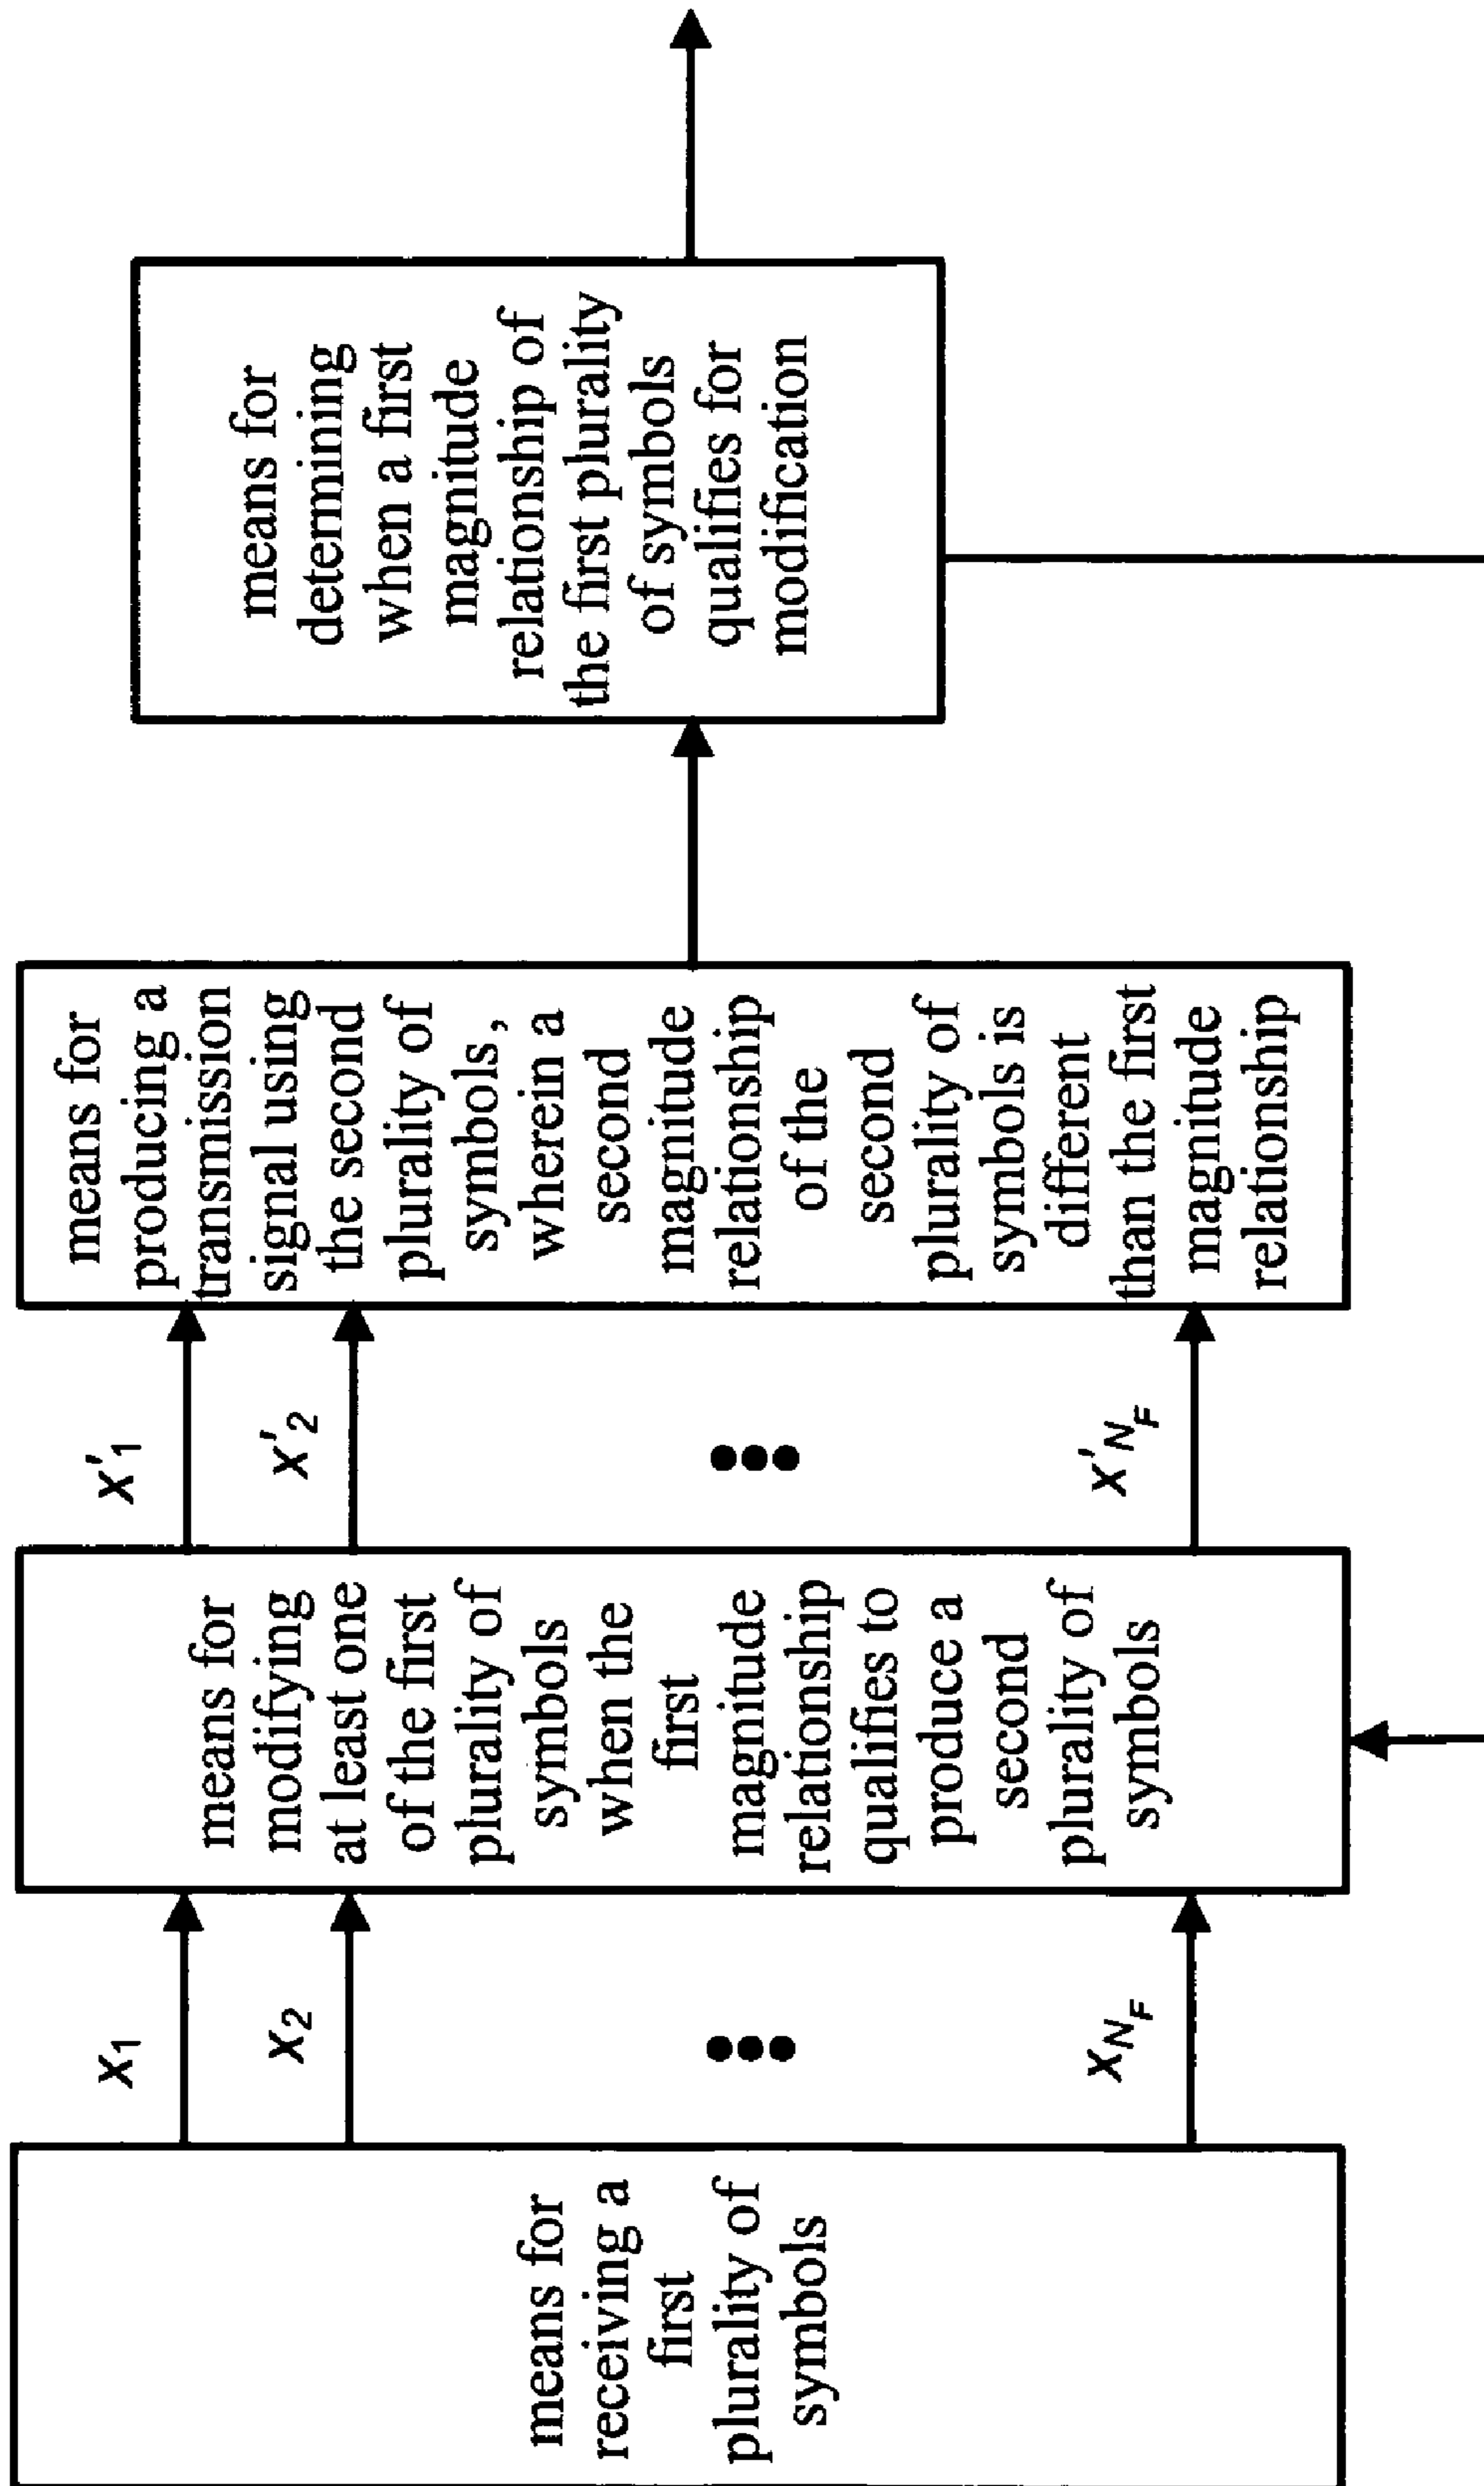 means for
receiving a
first
plurality of
symbols
x₁
x₂
x_{N_F}
means for
modifying
at least one
of the first
plurality of
symbols
when the
first
magnitude
relationship
qualifies to
produce a
second
plurality of
symbols
x'₁
x'₂
x'_{N_F}
means for
producing a
transmission
signal using
the second
plurality of
symbols,
wherein a
second
magnitude
relationship
of the
second
plurality of
symbols is
different
than the first
magnitude
relationship
means for
determining
when a first
magnitude
relationship of
the first plurality
of symbols
qualifies for
modification